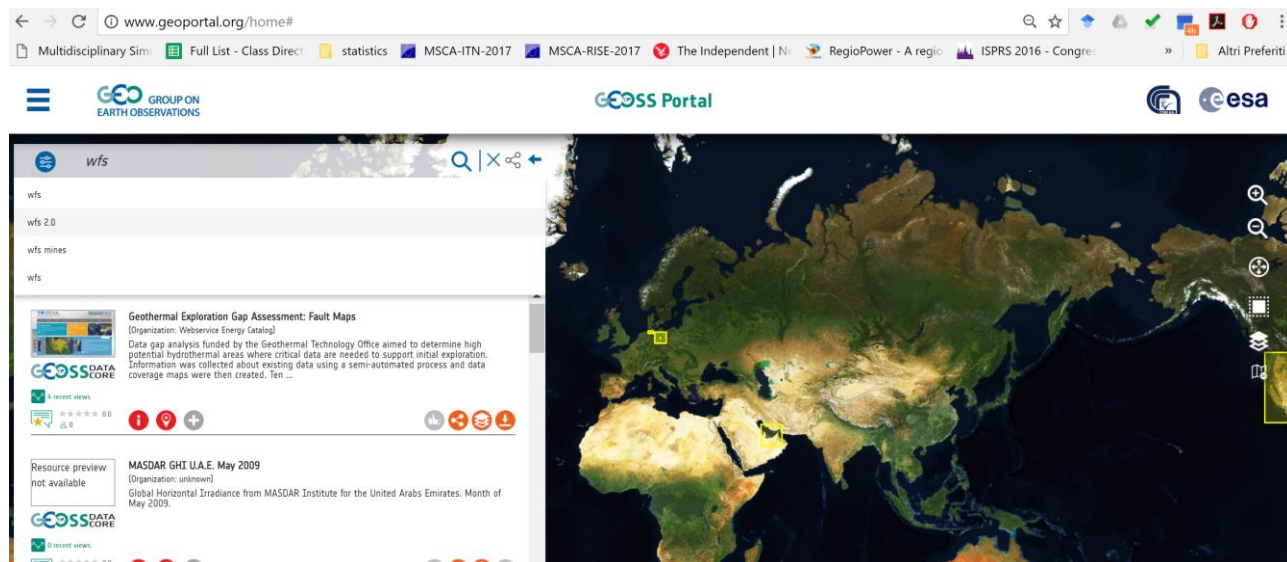 www.geoportal.org/home#
Multidisciplinary Sim
Full List - Class Direct
statistics
MSCA-ITN-2017
MSCA-RISE-2017
The Independent | Ne
RegioPower - A regio
ISPRS 2016 - Congres
»
Altri Preferiti
4h
GEO GROUP ON
EARTH OBSERVATIONS
GEOSS Portal
esa
wfs
wfs
wfs 2.0
wfs mines
wfs
Geothermal Exploration Gap Assessment: Fault Maps
(Organization: Webservice Energy Catalog)
Data gap analysis funded by the Geothermal Technology Office aimed to determine high
potential hydrothermal areas where critical data are needed to support initial exploration.
Information was collected about existing data using a semi-automated process and data
coverage maps were then created. Ten ...
GEOSS DATA
CORE
4 recent views
0.0
0
Resource preview
not available
MASDAR GHI U.A.E. May 2009
(Organization: unknown)
Global Horizontal Irradiance from MASDAR Institute for the United Arab Emirates. Month of
May 2009.
GEOSS DATA
CORE
0 recent views